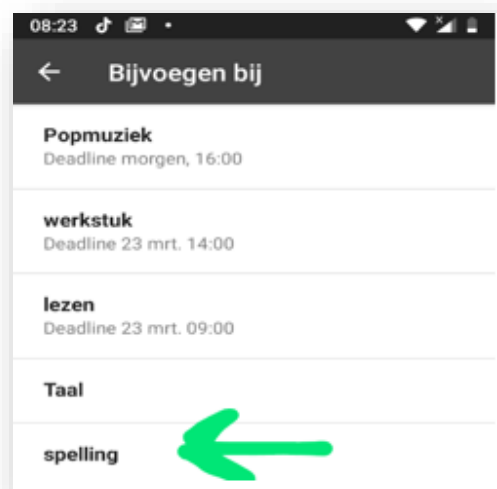 08:23
Bijvoegen bij
Popmuziek
Deadline morgen, 16:00
werkstuk
Deadline 23 mrt. 14:00
lezen
Deadline 23 mrt. 09:00
Taal
spelling